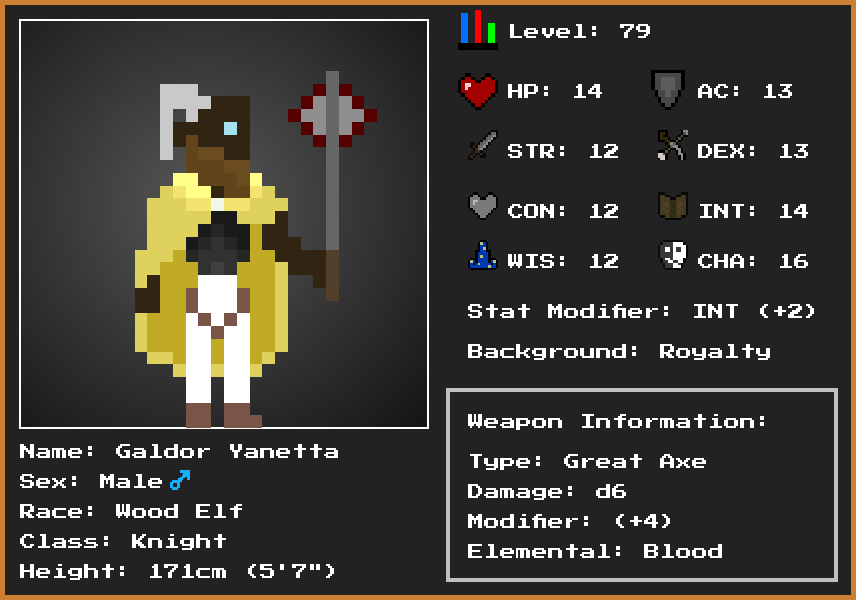 Level: 79
HP: 14 AC: 13
STR: 12 DEX: 13
CON: 12 INT: 14
WIS: 12 CHA: 16
Stat Modifier: INT (+2)
Background: Royalty
Weapon Information:
Type: Great Axe
Damage: d6
Modifier: (+4)
Elemental: Blood
Name: Galdor Yanetta
Sex: Male♂
Race: Wood Elf
Class: Knight
Height: 171cm (5'7")